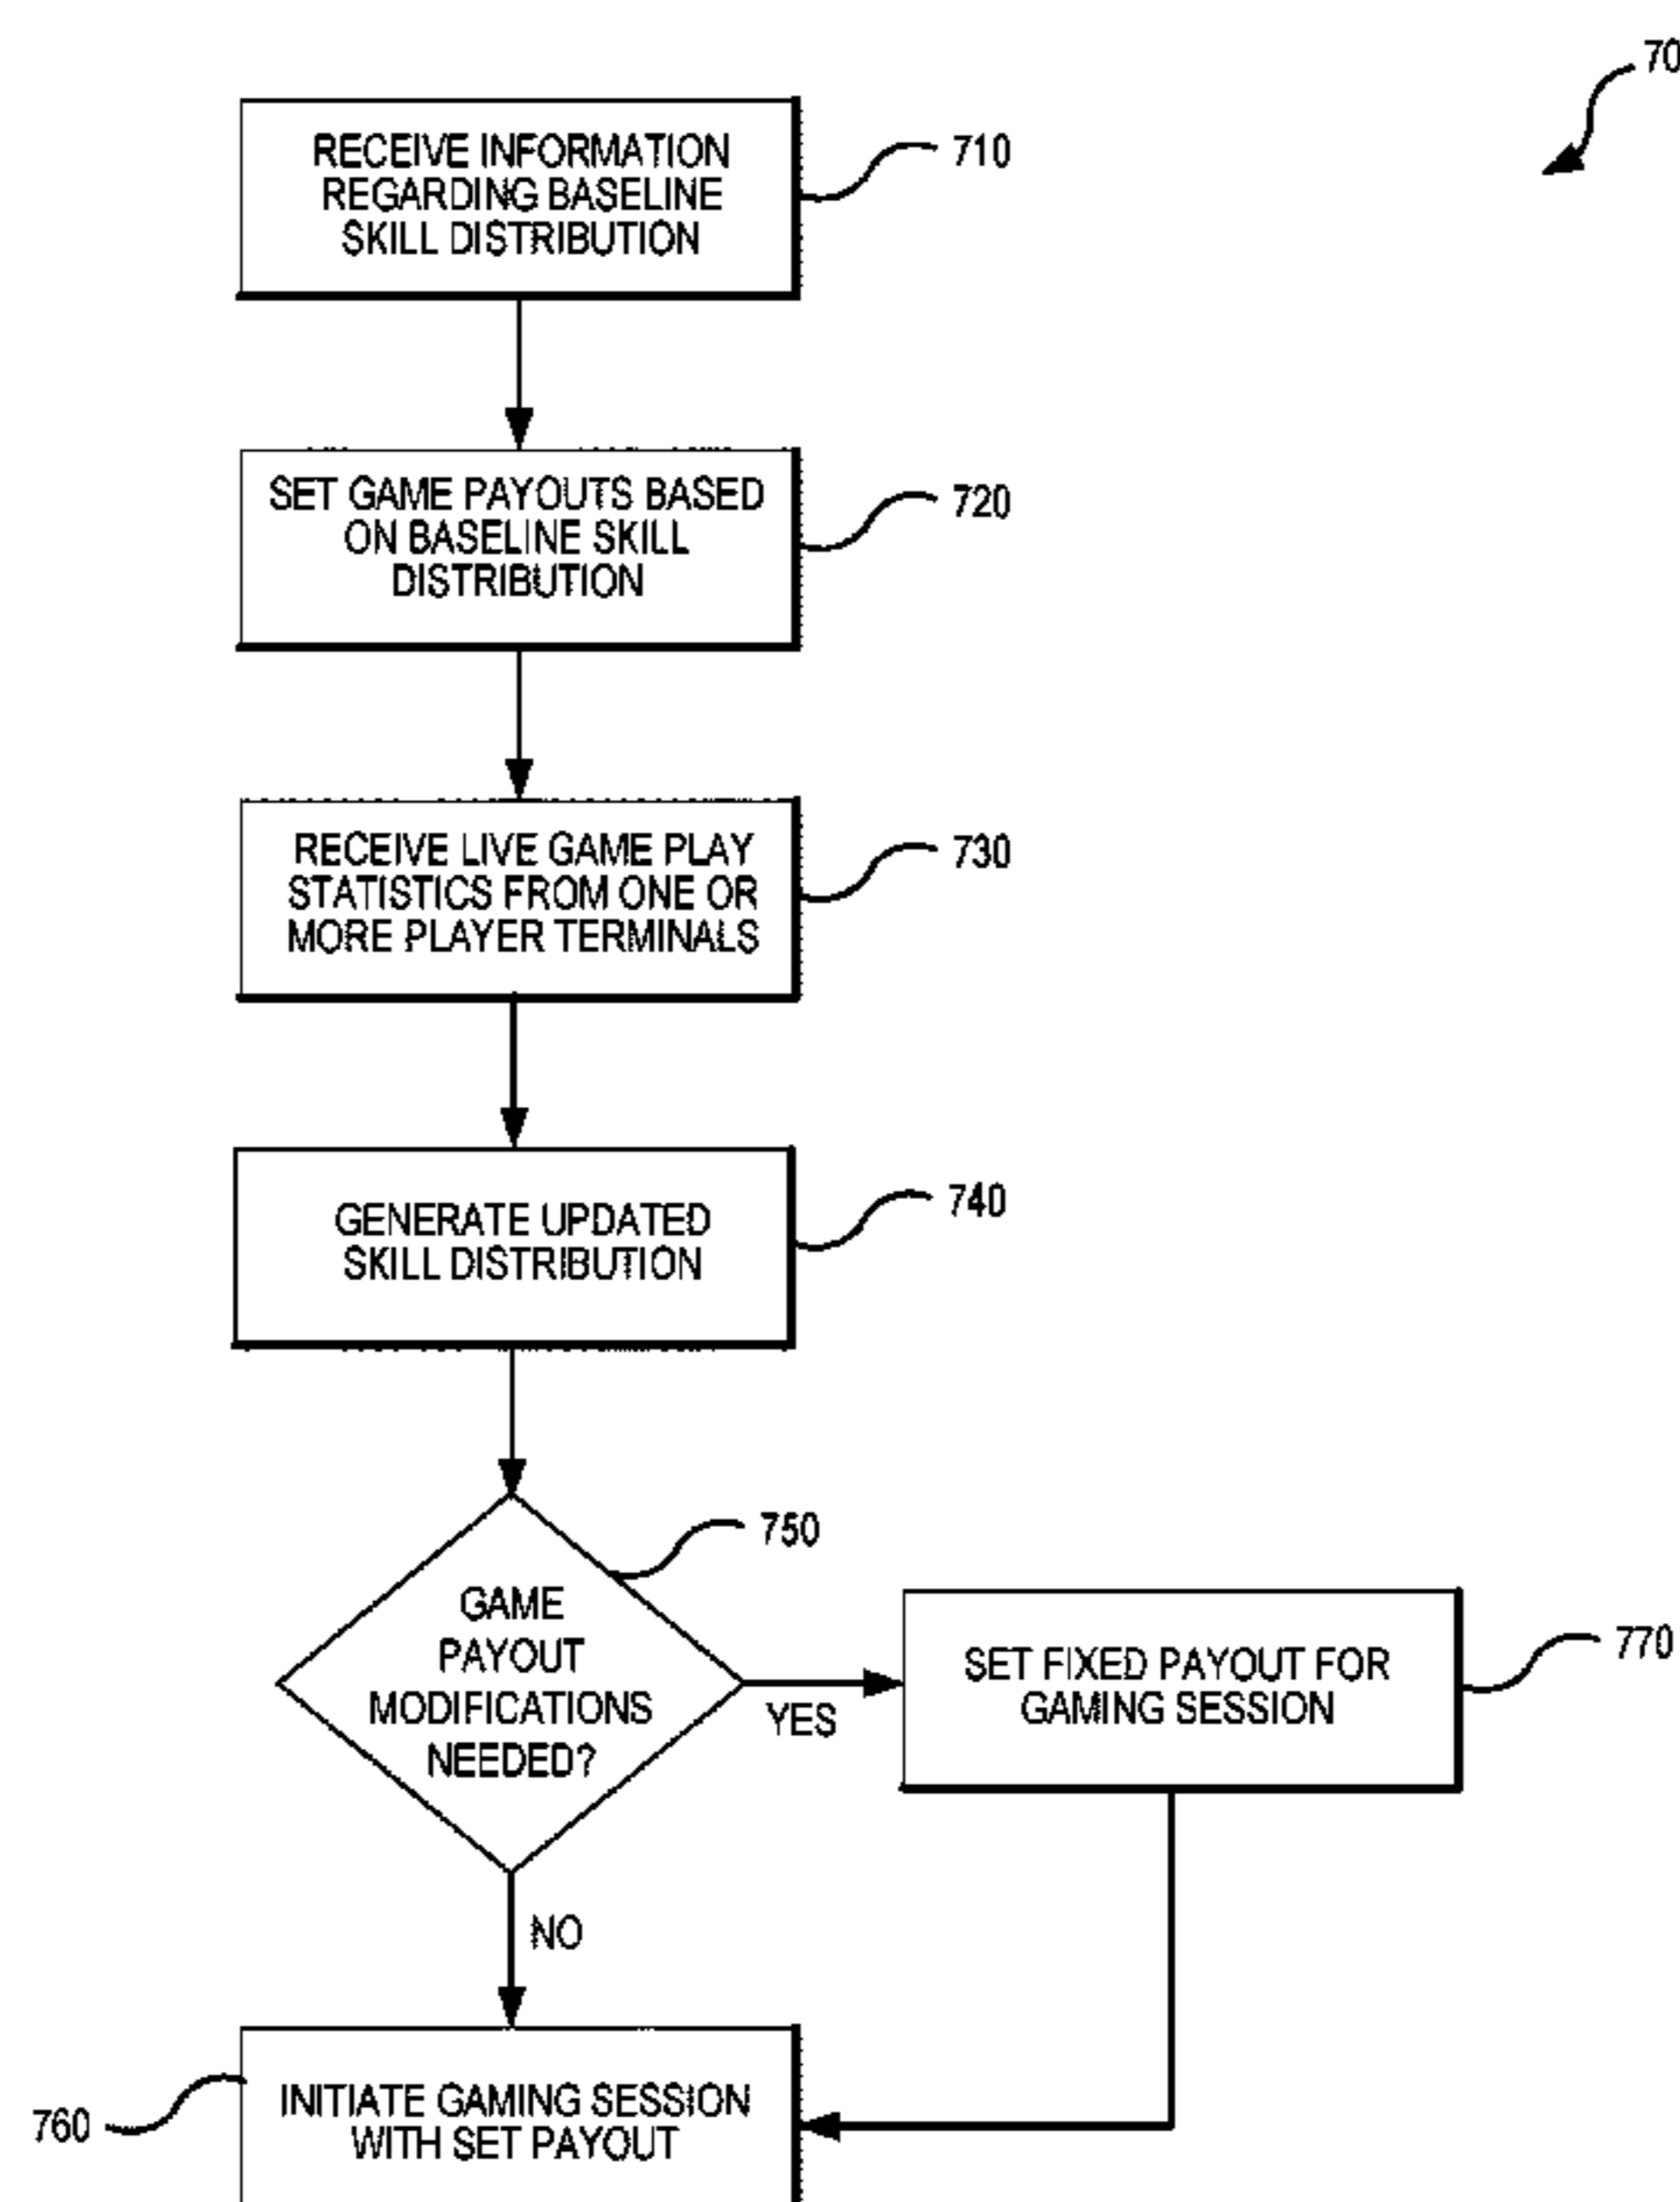 70
RECEIVE INFORMATION
REGARDING BASELINE
SKILL DISTRIBUTION
710
SET GAME PAYOUTS BASED
ON BASELINE SKILL
DISTRIBUTION
720
RECEIVE LIVE GAME PLAY
STATISTICS FROM ONE OR
MORE PLAYER TERMINALS
730
GENERATE UPDATED
SKILL DISTRIBUTION
740
GAME
PAYOUT
MODIFICATIONS
NEEDED?
750
YES
SET FIXED PAYOUT FOR
GAMING SESSION
770
NO
INITIATE GAMING SESSION
WITH SET PAYOUT
760